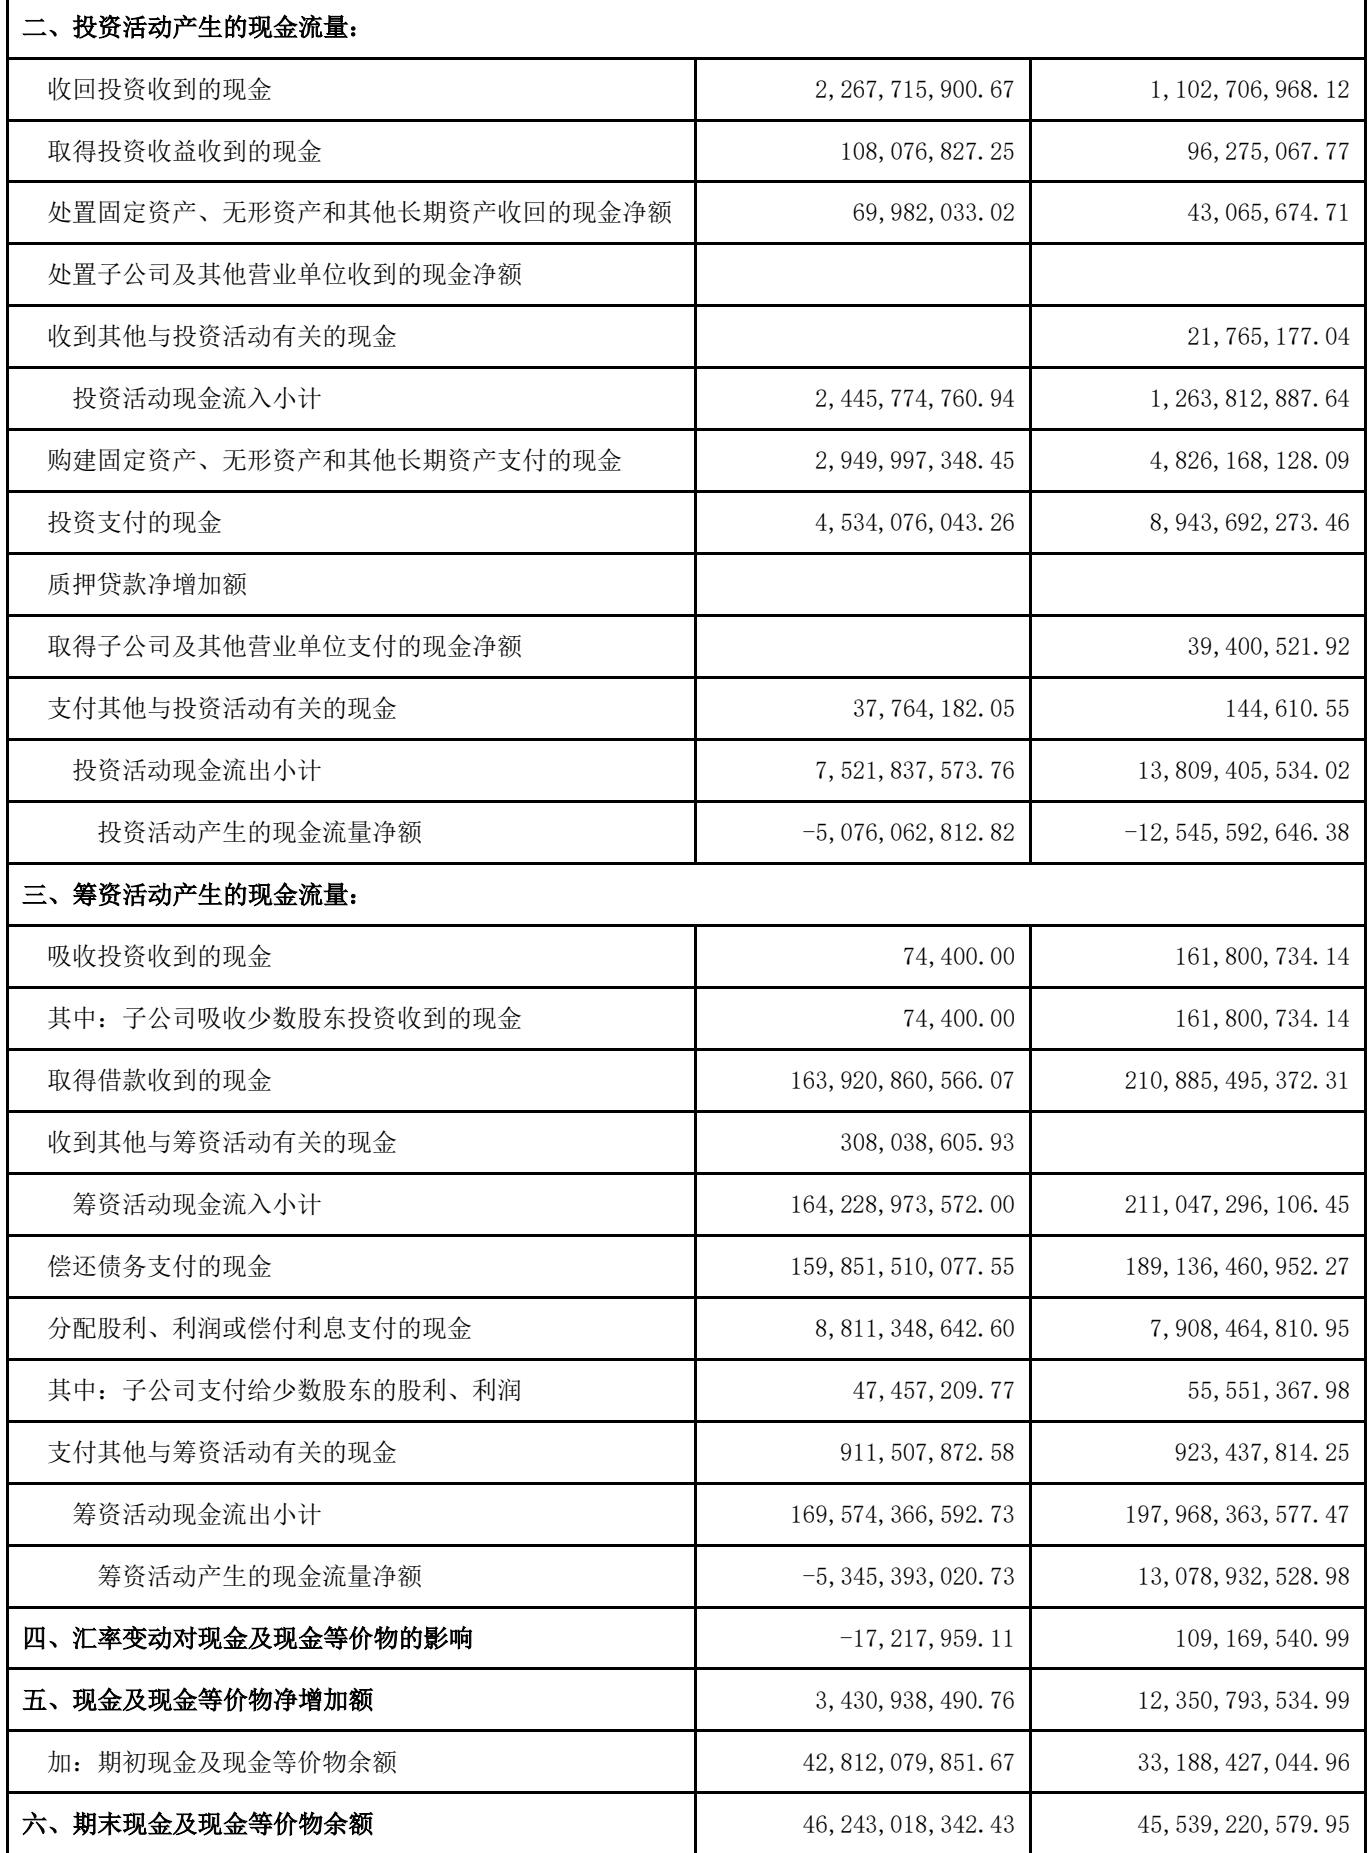 二、投资活动产生的现金流量：
收回投资收到的现金 2,267,715,900.67 1,102,706,968.12
取得投资收益收到的现金 108,076,827.25 96,275,067.77
处置固定资产、无形资产和其他长期资产收回的现金净额 69,982,033.02 43,065,674.71
处置子公司及其他营业单位收到的现金净额
收到其他与投资活动有关的现金 21,765,177.04
投资活动现金流入小计 2,445,774,760.94 1,263,812,887.64
购建固定资产、无形资产和其他长期资产支付的现金 2,949,997,348.45 4,826,168,128.09
投资支付的现金 4,534,076,043.26 8,943,692,273.46
质押贷款净增加额
取得子公司及其他营业单位支付的现金净额 39,400,521.92
支付其他与投资活动有关的现金 37,764,182.05 144,610.55
投资活动现金流出小计 7,521,837,573.76 13,809,405,534.02
投资活动产生的现金流量净额 -5,076,062,812.82 -12,545,592,646.38
三、筹资活动产生的现金流量：
吸收投资收到的现金 74,400.00 161,800,734.14
其中：子公司吸收少数股东投资收到的现金 74,400.00 161,800,734.14
取得借款收到的现金 163,920,860,566.07 210,885,495,372.31
收到其他与筹资活动有关的现金 308,038,605.93
筹资活动现金流入小计 164,228,973,572.00 211,047,296,106.45
偿还债务支付的现金 159,851,510,077.55 189,136,460,952.27
分配股利、利润或偿付利息支付的现金 8,811,348,642.60 7,908,464,810.95
其中：子公司支付给少数股东的股利、利润 47,457,209.77 55,551,367.98
支付其他与筹资活动有关的现金 911,507,872.58 923,437,814.25
筹资活动现金流出小计 169,574,366,592.73 197,968,363,577.47
筹资活动产生的现金流量净额 -5,345,393,020.73 13,078,932,528.98
四、汇率变动对现金及现金等价物的影响 -17,217,959.11 109,169,540.99
五、现金及现金等价物净增加额 3,430,938,490.76 12,350,793,534.99
加：期初现金及现金等价物余额 42,812,079,851.67 33,188,427,044.96
六、期末现金及现金等价物余额 46,243,018,342.43 45,539,220,579.95